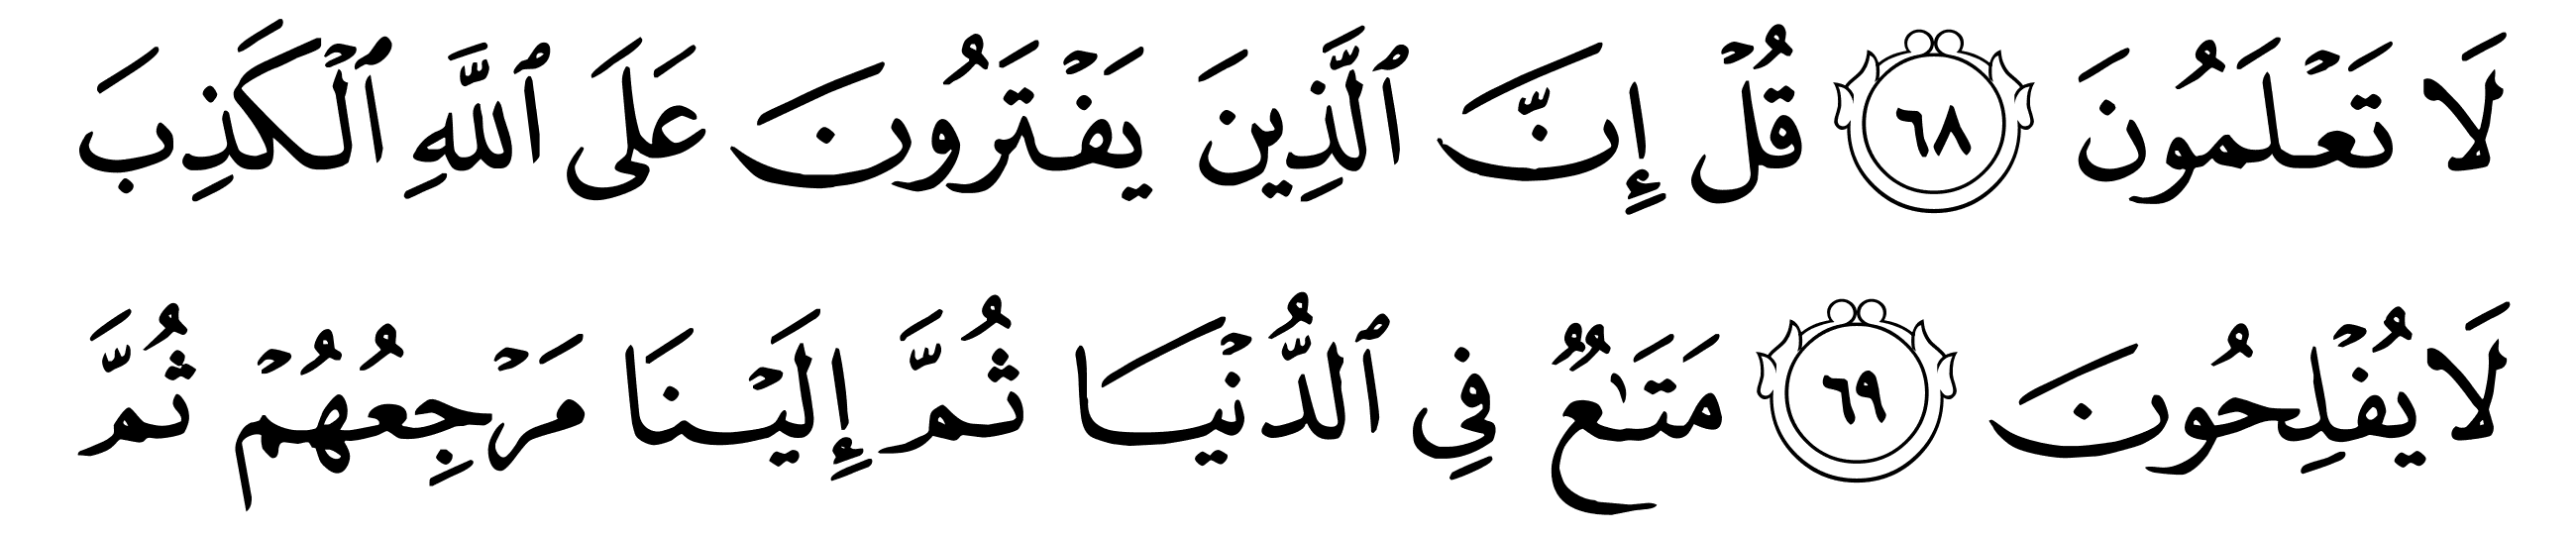 لَا تَعْلَمُونَ ٦٨ قُلْ إِنَّ ٱلَّذِينَ يَفْتَرُونَ عَلَى ٱللَّهِ ٱلْكَذِبَ
لَا يُفْلِحُونَ ٦٩ مَتَـٰعٌ فِى ٱلدُّنْيَا ثُمَّ إِلَيْنَا مَرْجِعُهُمْ ثُمَّ